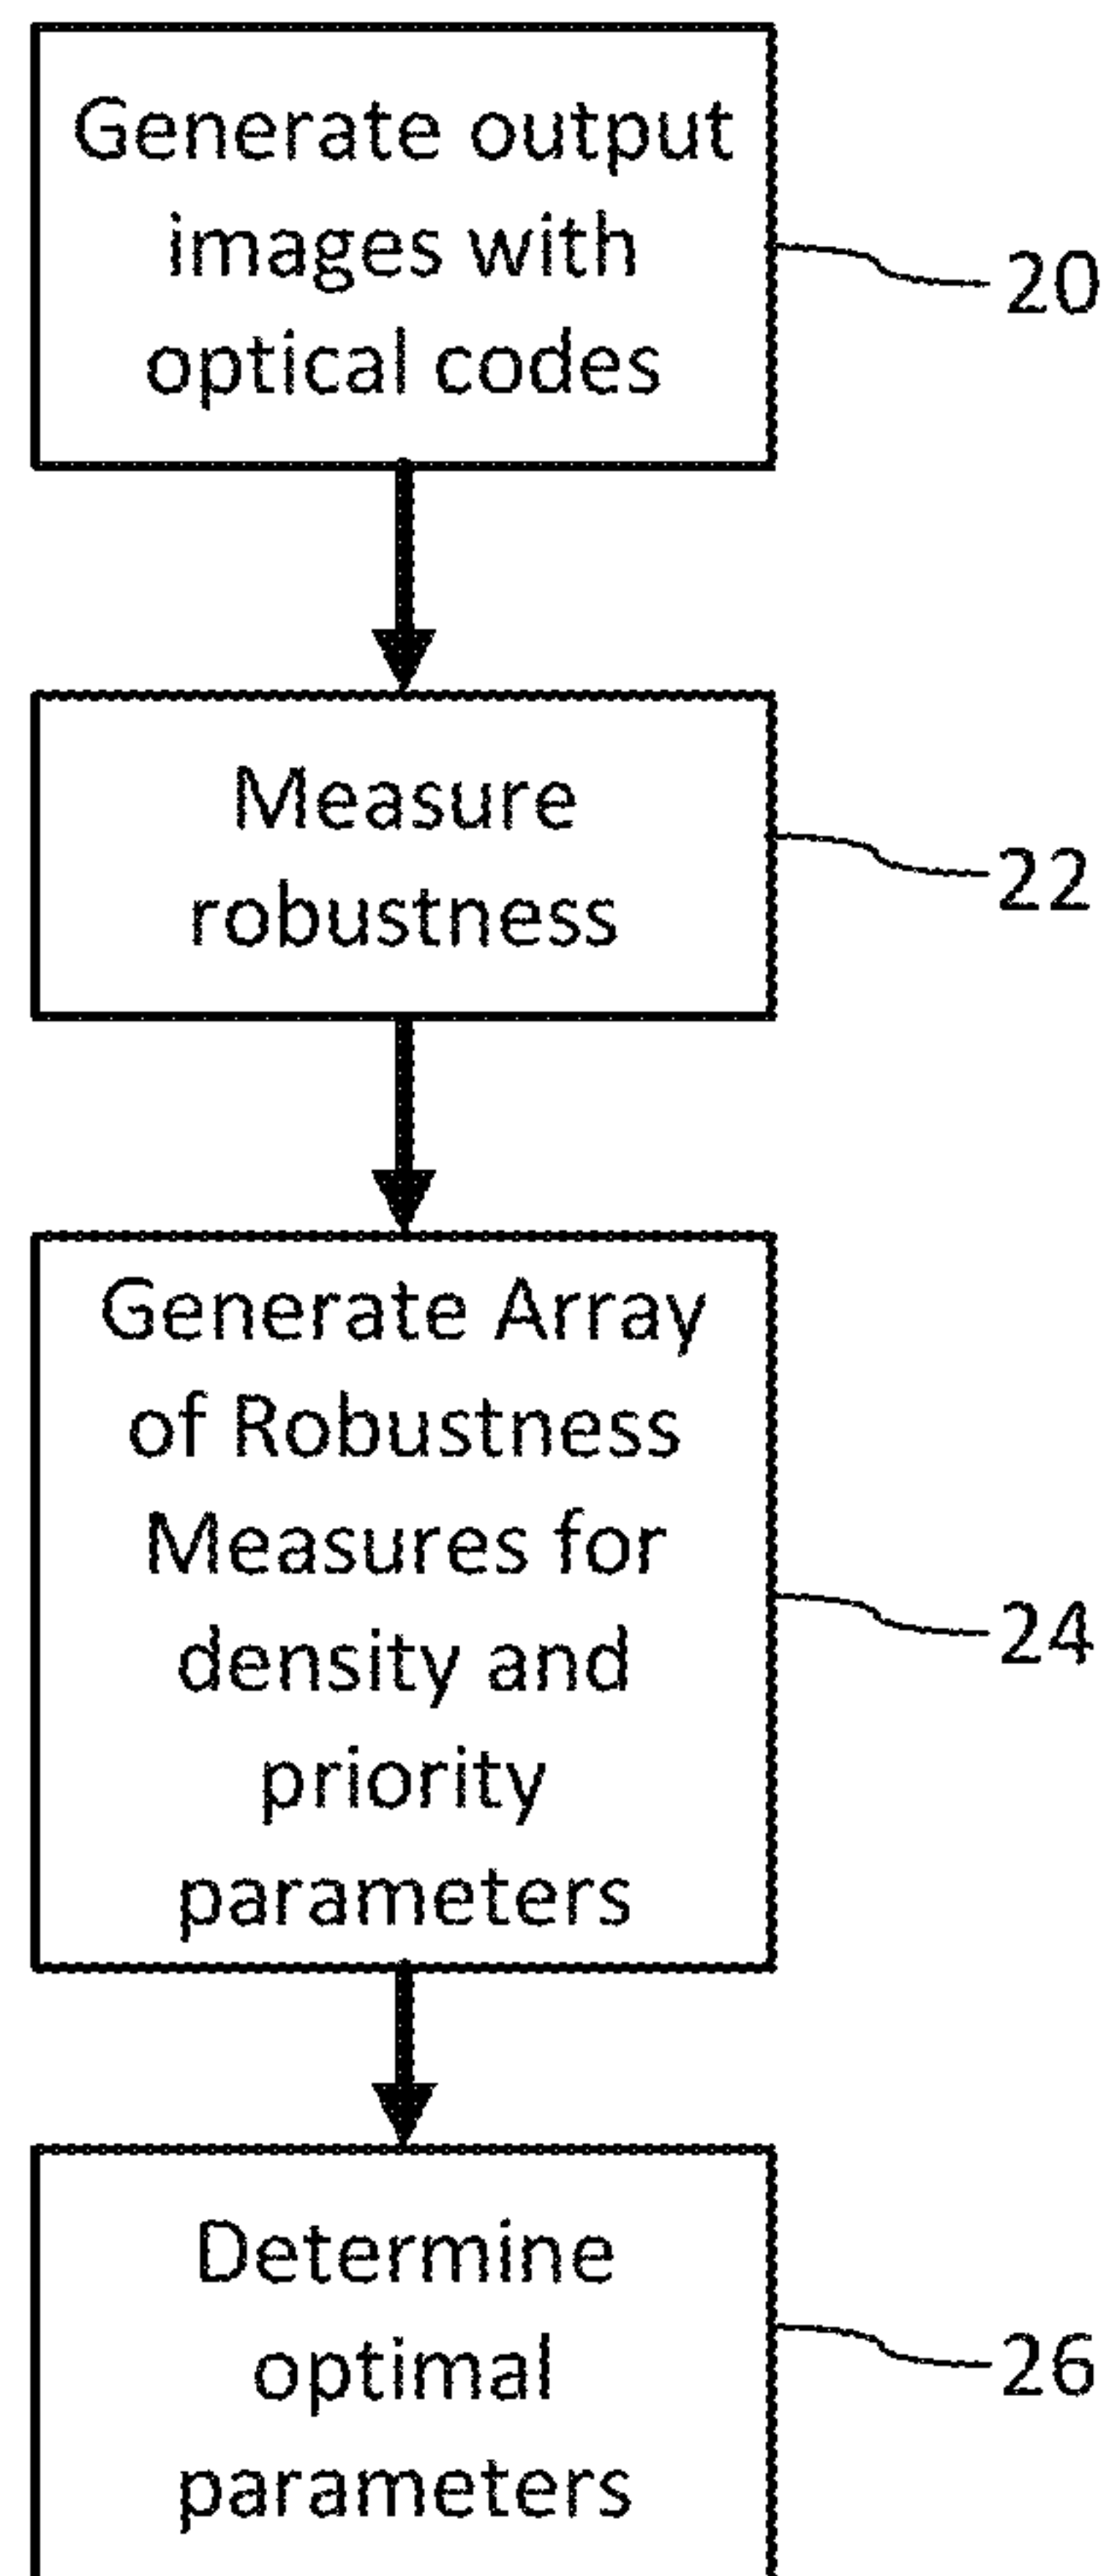 Generate output
images with
optical codes
20
Measure
robustness
22
Generate Array
of Robustness
Measures for
density and
priority
parameters
24
Determine
optimal
parameters
26